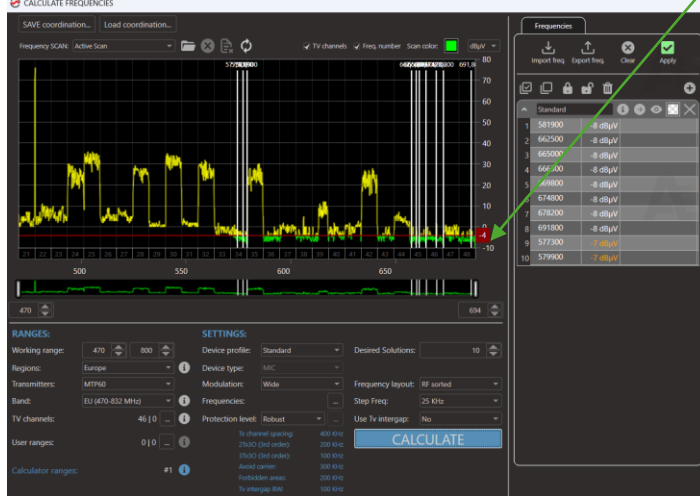 CALCULATE FREQUENCIES
SAVE coordination... Load coordination...
Frequency SCAN: Active Scan TV channels Freq. number Scan color: dBµV
80
70
60
50
40
30
20
10
0
-4
-10
691,8
21 22 23 24 25 26 27 28 29 30 31 32 33 34 35 36 37 38 39 40 41 42 43 44 45 46 47 48
500 550 600 650
470 694
RANGES:
Working range: 470 800
Regions: Europe
Transmitters: MTP60
Band: EU (470-832 MHz)
TV channels: 46 | 0 ...
User ranges: 0 | 0 ...
Calculator ranges: #1
SETTINGS:
Device profile: Standard Desired Solutions: 10
Device type: MIC
Modulation: Wide Frequency layout: RF sorted
Frequencies: ... Step Freq: 25 KHz
Protection level: Robust ... Use Tv intergap: No
Tx channel spacing: 400 KHz
2Tx3O (3rd order): 200 KHz
3Tx3O (3rd order): 100 KHz
Avoid carrier: 300 KHz
Forbidden areas: 200 KHz
Tv intergap BW: 100 KHz
CALCULATE
Frequencies
Import freq. Export freq. Clear Apply
Standard
1 581900 -8 dBµV
2 662500 -8 dBµV
3 665000 -8 dBµV
4 -8 dBµV
5 -8 dBµV
6 674800 -8 dBµV
7 678200 -8 dBµV
8 691800 -8 dBµV
9 577300 -7 dBµV
10 579900 -7 dBµV